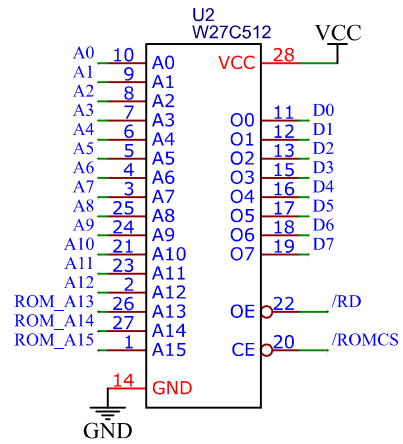 U2
W27C512
VCC
A0 10 A0 VCC 28
A1 9 A1
A2 8 A2
A3 7 A3 O0 11 D0
A4 6 A4 O1 12 D1
A5 5 A5 O2 13 D2
A6 4 A6 O3 15 D3
A7 3 A7 O4 16 D4
A8 25 A8 O5 17 D5
A9 24 A9 O6 18 D6
A10 21 A10 O7 19 D7
A11 23 A11
A12 2 A12
ROM_A13 26 A13 OE 22 /RD
ROM_A14 27 A14
ROM_A15 1 A15 CE 20 /ROMCS
14 GND
GND